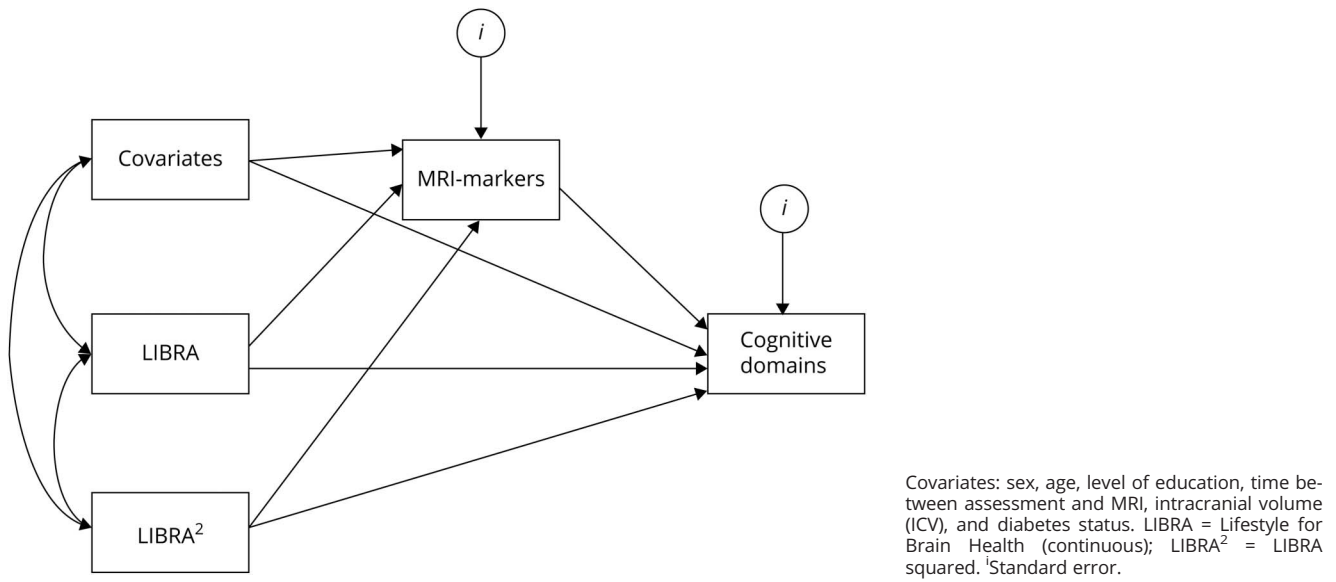 i
Covariates
MRI-markers
i
LIBRA
Cognitive
domains
LIBRA²
Covariates: sex, age, level of education, time be-
tween assessment and MRI, intracranial volume
(ICV), and diabetes status. LIBRA = Lifestyle for
Brain Health (continuous); LIBRA² = LIBRA
squared. ⁱStandard error.